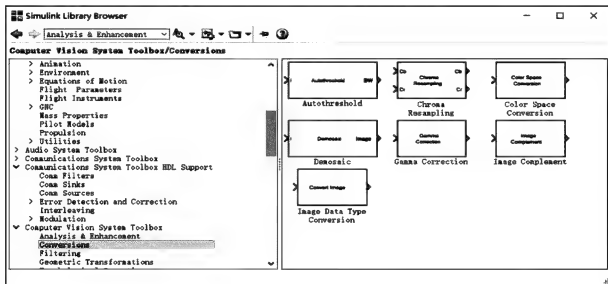 Simulink Library Browser
Analysis & Enhancement
Computer Vision System Toolbox/Conversions
> Animation
> Environment
> Equations of Motion
Flight Parameters
Flight Instruments
> GNC
Mass Properties
Pilot Models
Propulsion
> Utilities
> Audio System Toolbox
> Communications System Toolbox
Communications System Toolbox HDL Support
Comm Filters
Comm Sinks
Comm Sources
> Error Detection and Correction
Interleaving
> Modulation
Computer Vision System Toolbox
Analysis & Enhancement
Conversions
Filtering
Geometric Transformations
I Autothreshold BW
Autothreshold
Cb Chroma Resampling Cb
Cr Cr
Chroma Resampling
Color Space Conversion
Color Space Conversion
Demosaic Image
Demosaic
Gamma Correction
Gamma Correction
Image Complement
Image Complement
Convert Image
Image Data Type Conversion